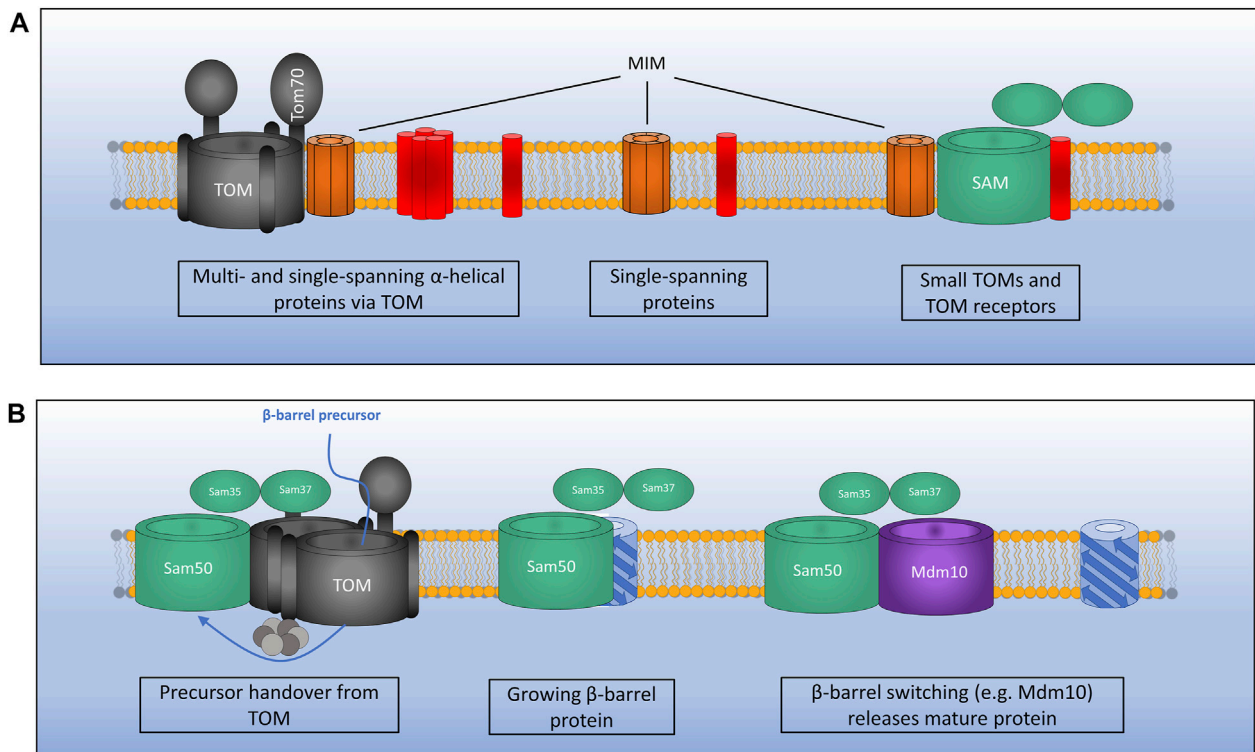 A
MIM
Tom70
TOM
SAM
Multi- and single-spanning α-helical
proteins via TOM
Single-spanning
proteins
Small TOMs and
TOM receptors
B
β-barrel precursor
Sam35
Sam37
Sam50
TOM
Sam35
Sam37
Sam50
Sam35
Sam37
Sam50
Mdm10
Precursor handover from
TOM
Growing β-barrel
protein
β-barrel switching (e.g. Mdm10)
releases mature protein